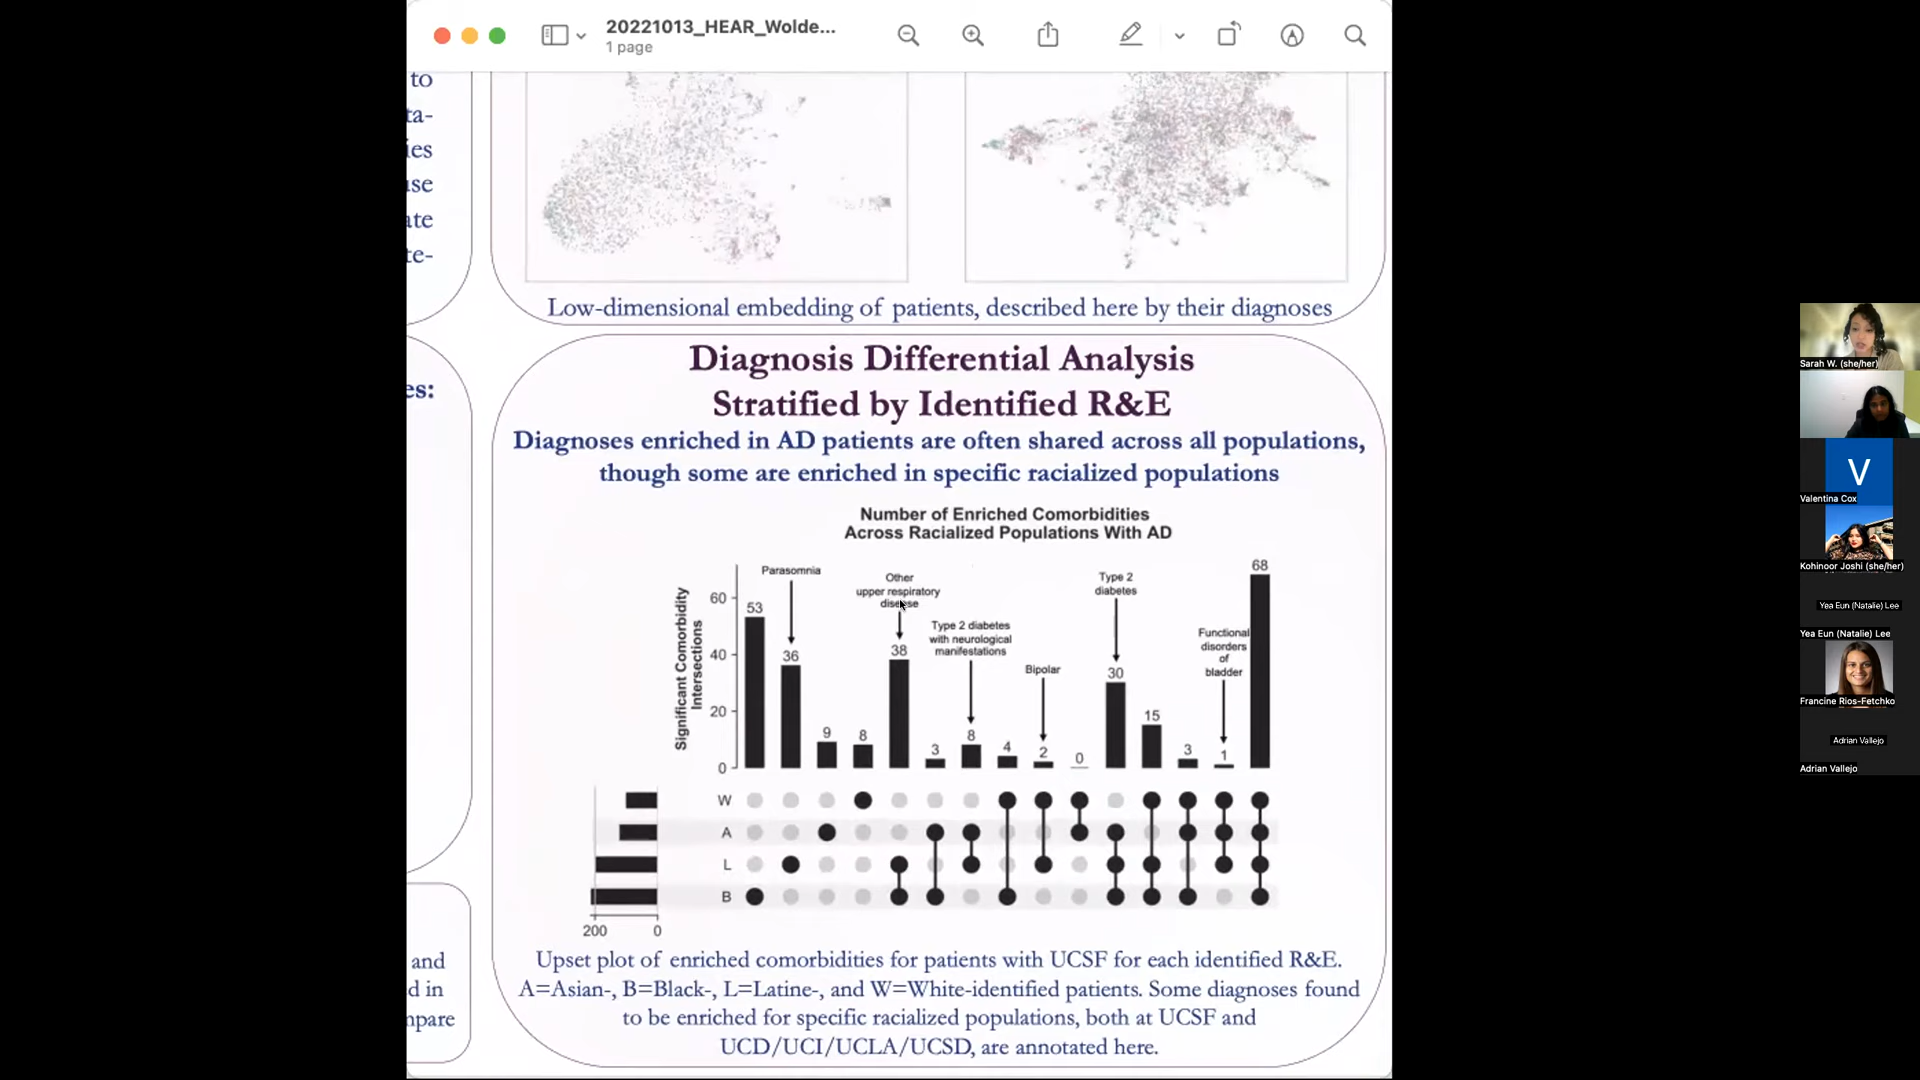 20221013_HEAR_Wolde...
1 page
to
ta-
ies
use
ate
te-
es:
and
d in
npare
Low-dimensional embedding of patients, described here by their diagnoses
Diagnosis Differential Analysis
Stratified by Identified R&E
Diagnoses enriched in AD patients are often shared across all populations,
though some are enriched in specific racialized populations
Number of Enriched Comorbidities
Across Racialized Populations With AD
Significant Comorbidity
Intersections
60
40
20
0
53
Parasomnia
36
9
8
Other
upper respiratory
disease
38
3
Type 2 diabetes
with neurological
manifestations
8
4
Bipolar
2
0
Type 2
diabetes
30
15
3
Functional
disorders
of
bladder
1
68
W
A
L
B
200 0
Upset plot of enriched comorbidities for patients with UCSF for each identified R&E.
A=Asian-, B=Black-, L=Latine-, and W=White-identified patients. Some diagnoses found
to be enriched for specific racialized populations, both at UCSF and
UCD/UCI/UCLA/UCSD, are annotated here.
Sarah W. (she/her)
V
Valentina Cox
Kohinoor Joshi (she/her)
Yea Eun (Natalie) Lee
Yea Eun (Natalie) Lee
Francine Rios-Fetchko
Adrian Vallejo
Adrian Vallejo